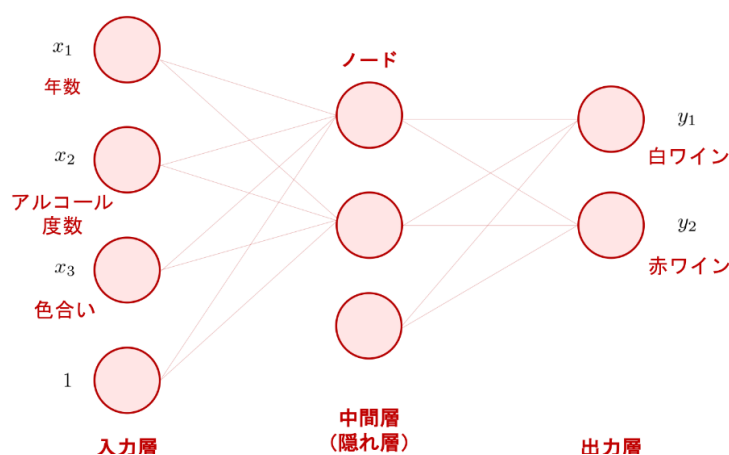 x₁
年数
x₂
アルコール
度数
x₃
色合い
1
入力層
ノード
中間層
（隠れ層）
y₁
白ワイン
y₂
赤ワイン
出力層